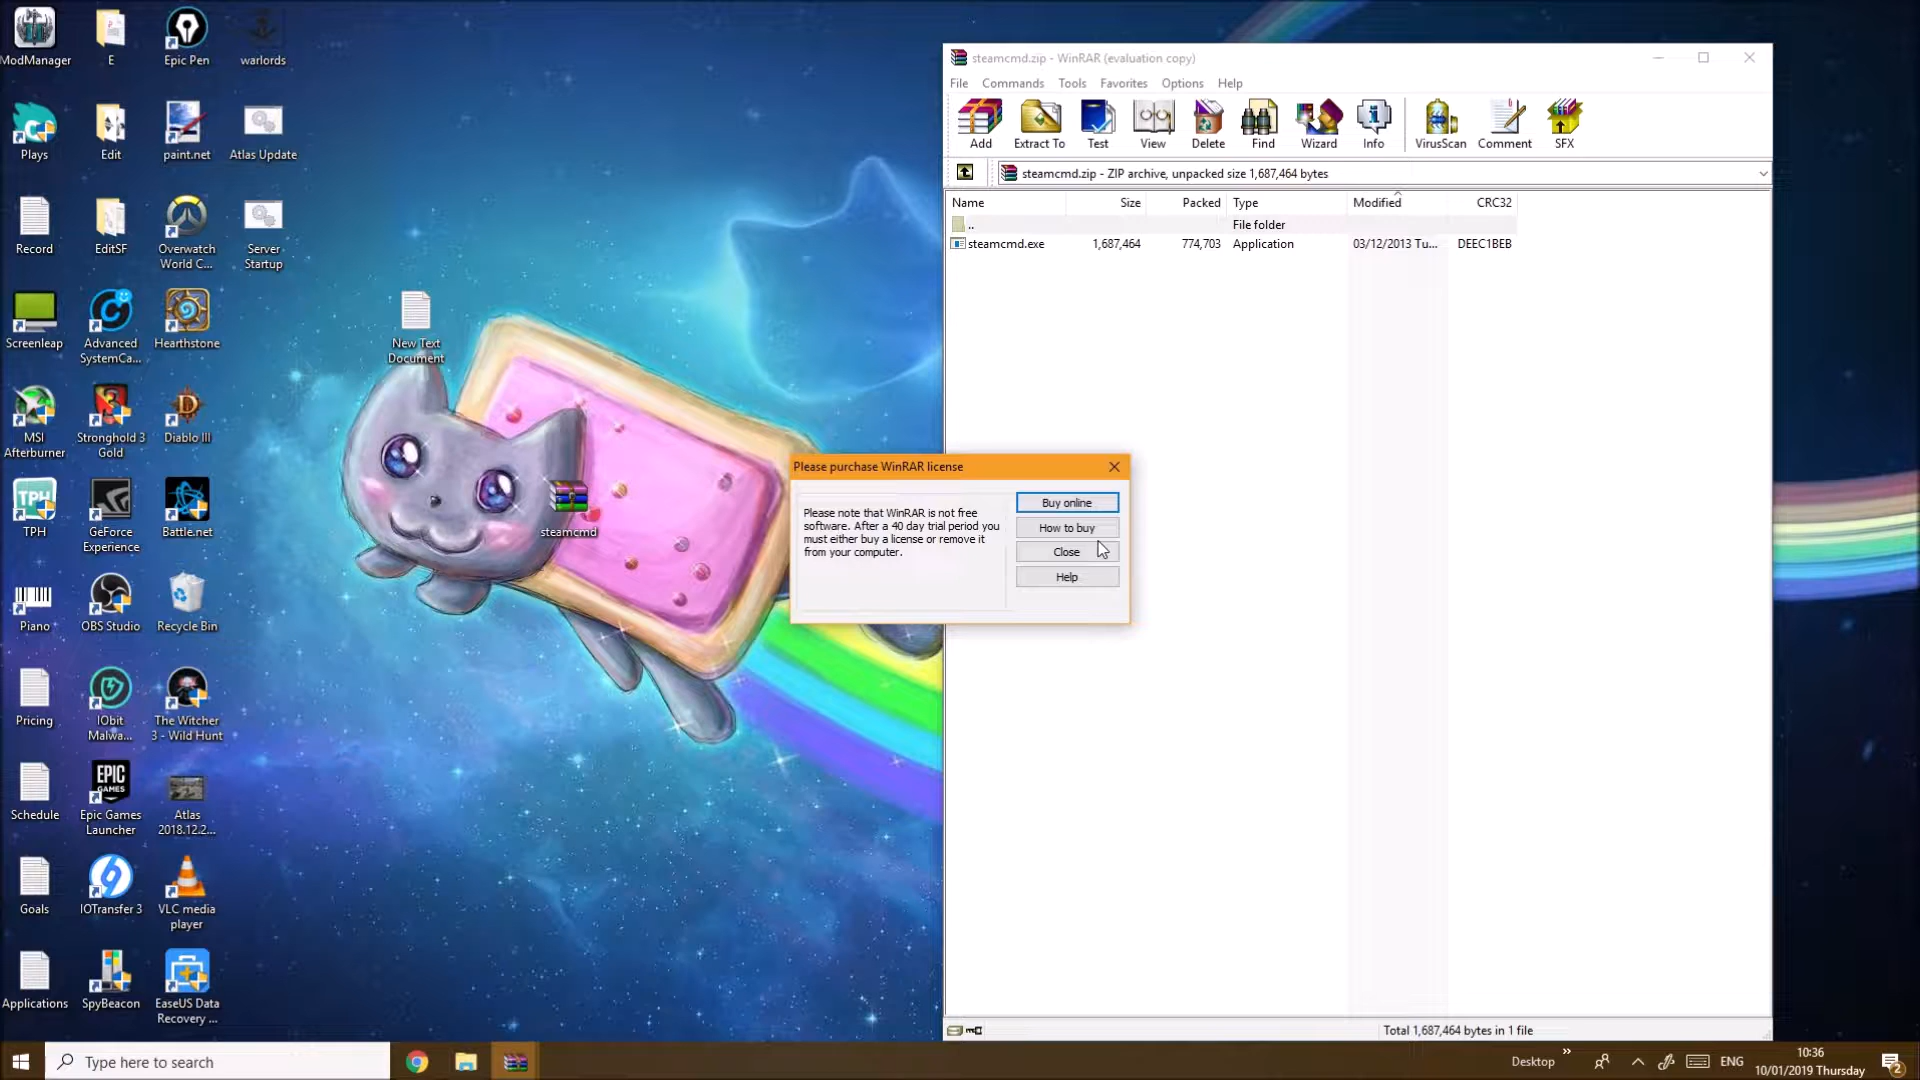 ModManager
E
Epic Pen
warlords
Plays
Edit
paint.net
Atlas Update
Record
EditSF
Overwatch
World C...
Server
Startup
Screenleap
Advanced
SystemCa...
Hearthstone
New Text
Document
MSI
Afterburner
Stronghold 3
Gold
Diablo III
TPH
TPH
GeForce
Experience
Battle.net
steamcmd
Piano
OBS Studio
Recycle Bin
Pricing
IObit
Malwa...
The Witcher
3 - Wild Hunt
EPIC
GAMES
Schedule
Epic Games
Launcher
Atlas
2018.12.2...
Goals
IOTransfer 3
VLC media
player
Applications
SpyBeacon
EaseUS Data
Recovery ...
steamcmd.zip - WinRAR (evaluation copy)
File Commands Tools Favorites Options Help
Add Extract To Test View Delete Find Wizard Info VirusScan Comment SFX
steamcmd.zip - ZIP archive, unpacked size 1,687,464 bytes
Name Size Packed Type Modified CRC32
.. File folder
steamcmd.exe 1,687,464 774,703 Application 03/12/2013 Tu... DEEC1BEB
Please purchase WinRAR license
Please note that WinRAR is not free
software. After a 40 day trial period you
must either buy a license or remove it
from your computer.
Buy online
How to buy
Close
Help
Total 1,687,464 bytes in 1 file
Type here to search
Desktop
ENG
10:36
10/01/2019 Thursday
2